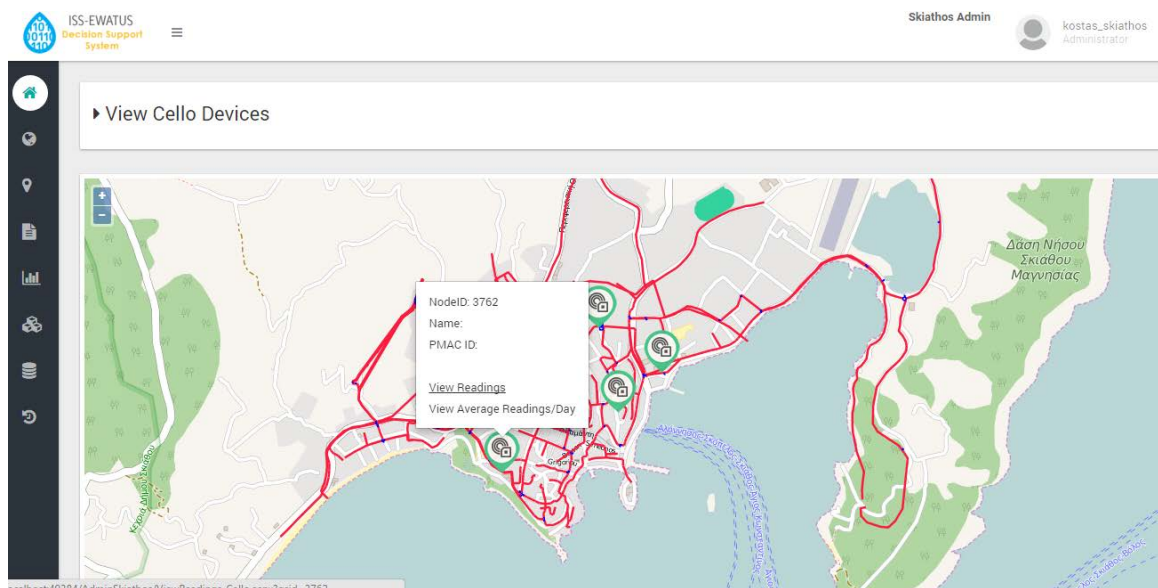 ISS-EWATUS
Decision Support
System
Skiathos Admin
kostas_skiathos
Administrator
View Cello Devices
+
-
Δάση Νήσου
Σκιάθου
Μαγνησίας
NodeID: 3762
Name:
PMAC ID:
View Readings
View Average Readings/Day
Grigoriou